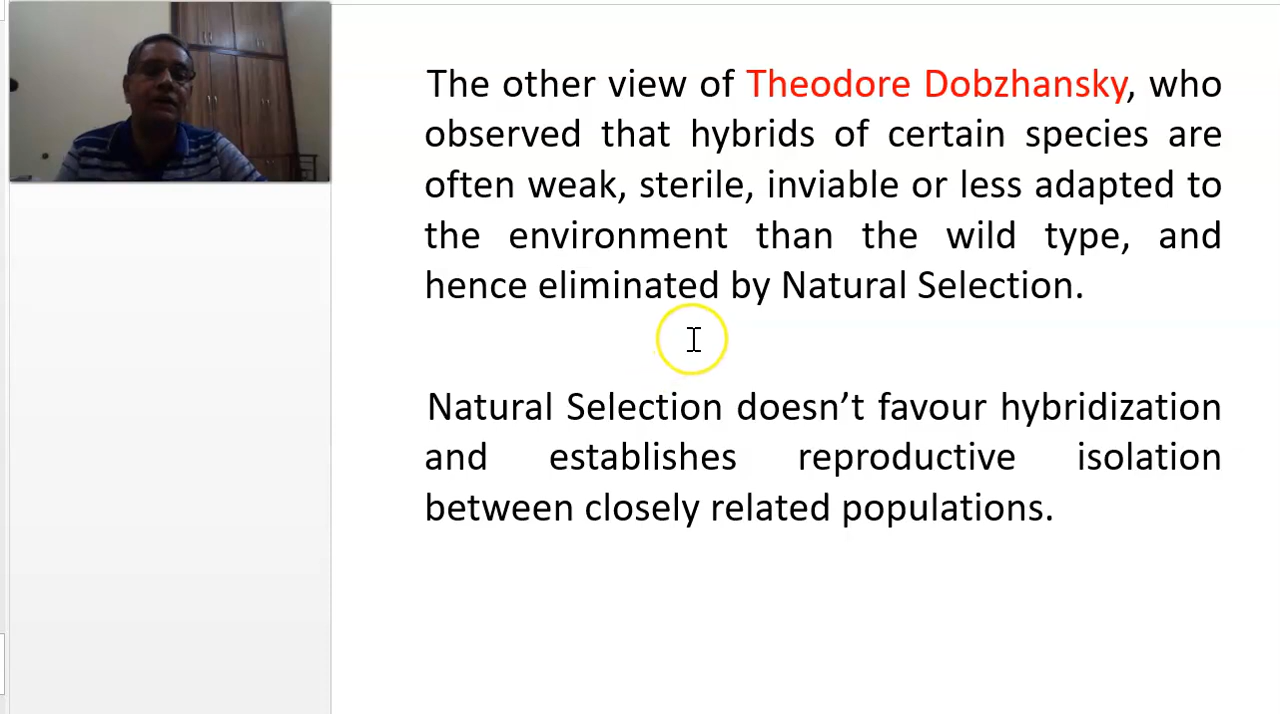 The other view of Theodore Dobzhansky, who
observed that hybrids of certain species are
often weak, sterile, inviable or less adapted to
the environment than the wild type, and
hence eliminated by Natural Selection.
Natural Selection doesn’t favour hybridization
and establishes reproductive isolation
between closely related populations.